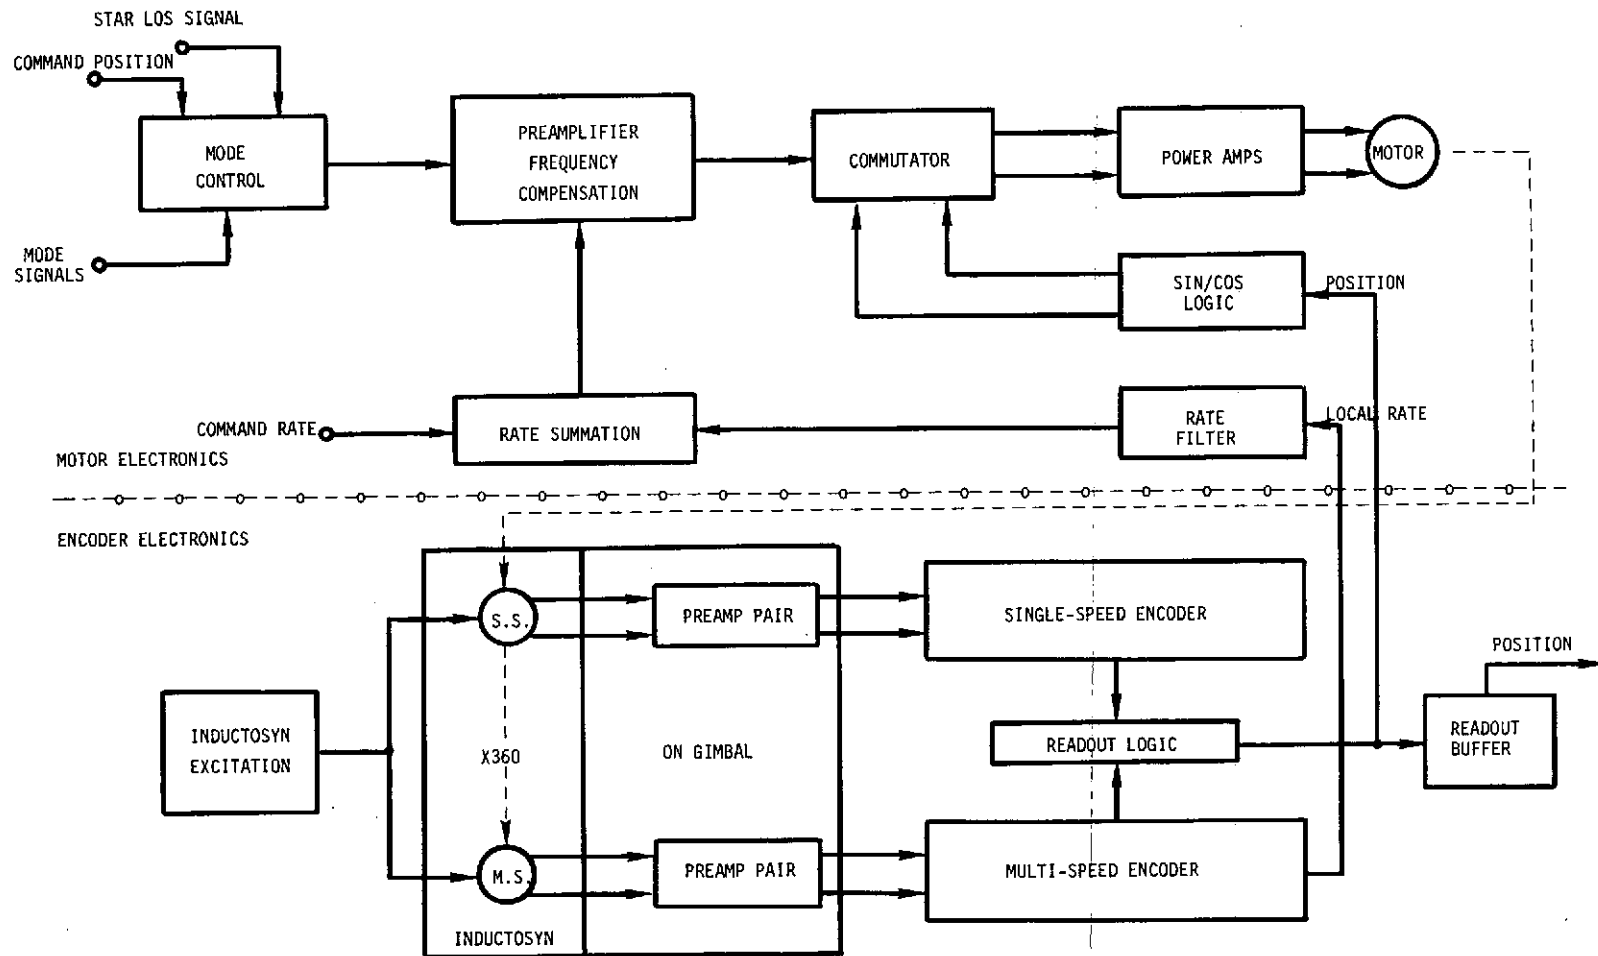 STAR LOS SIGNAL
COMMAND POSITION
MODE
CONTROL
PREAMPLIFIER
FREQUENCY
COMPENSATION
COMMUTATOR
POWER AMPS
MOTOR
MODE
SIGNALS
SIN/COS
LOGIC
POSITION
COMMAND RATE
RATE SUMMATION
RATE
FILTER
LOCAL RATE
MOTOR ELECTRONICS
ENCODER ELECTRONICS
S.S.
PREAMP PAIR
SINGLE-SPEED ENCODER
POSITION
INDUCTOSYN
EXCITATION
X360
ON GIMBAL
READOUT LOGIC
READOUT
BUFFER
M.S.
PREAMP PAIR
MULTI-SPEED ENCODER
INDUCTOSYN